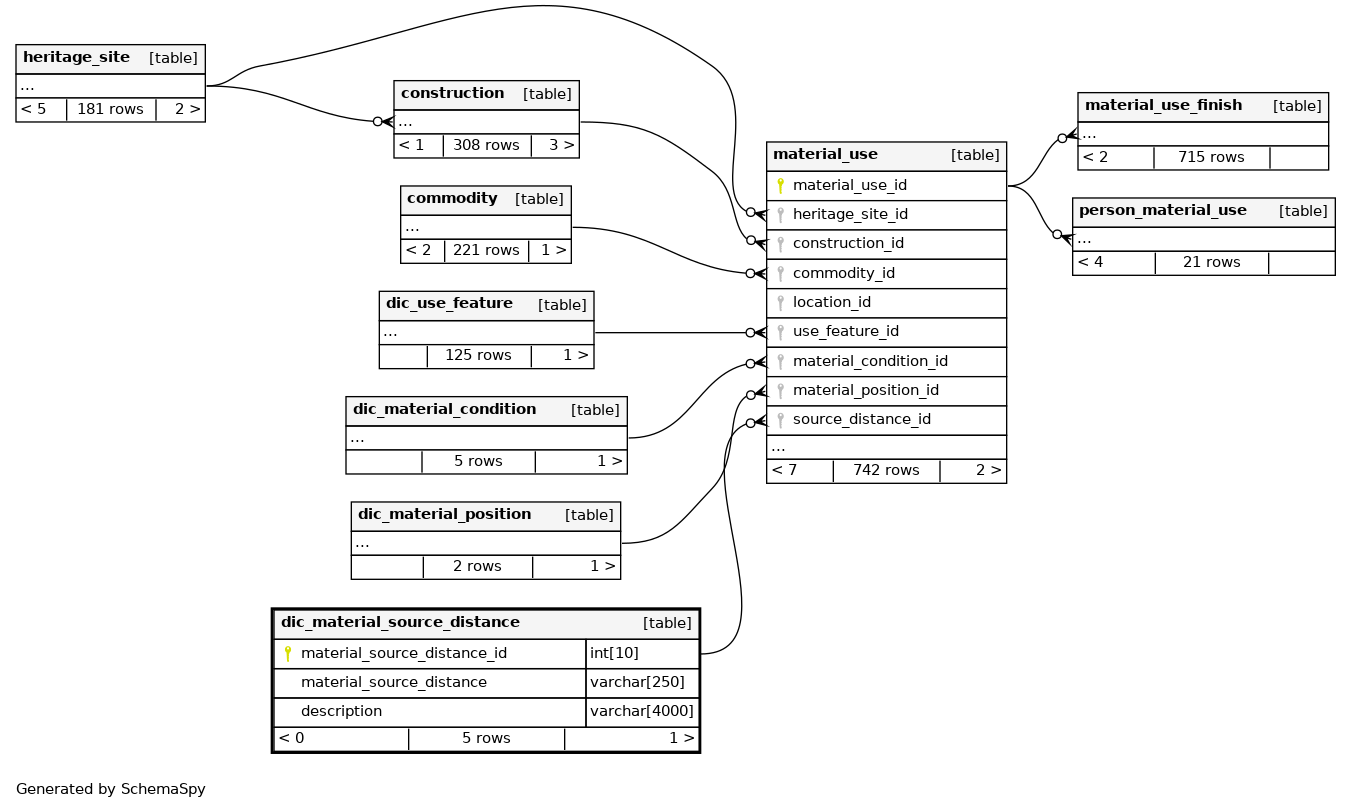 heritage_site [table]
...
< 5 181 rows 2 >
construction [table]
...
< 1 308 rows 3 >
commodity [table]
...
< 2 221 rows 1 >
dic_use_feature [table]
...
125 rows 1 >
dic_material_condition [table]
...
5 rows 1 >
dic_material_position [table]
...
2 rows 1 >
dic_material_source_distance [table]
material_source_distance_id int[10]
material_source_distance varchar[250]
description varchar[4000]
< 0 5 rows 1 >
material_use [table]
material_use_id
heritage_site_id
construction_id
commodity_id
location_id
use_feature_id
material_condition_id
material_position_id
source_distance_id
...
< 7 742 rows 2 >
material_use_finish [table]
...
< 2 715 rows
person_material_use [table]
...
< 4 21 rows
Generated by SchemaSpy